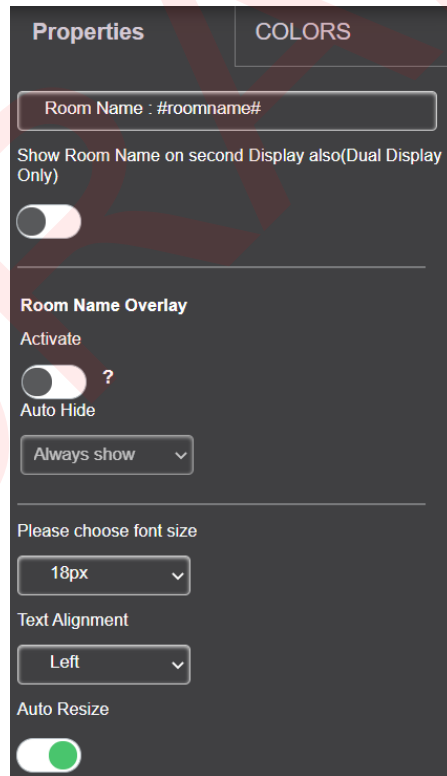 Properties
COLORS
Room Name : #roomname#
Show Room Name on second Display also(Dual Display
Only)
Room Name Overlay
Activate
?
Auto Hide
Always show
Please choose font size
18px
Text Alignment
Left
Auto Resize